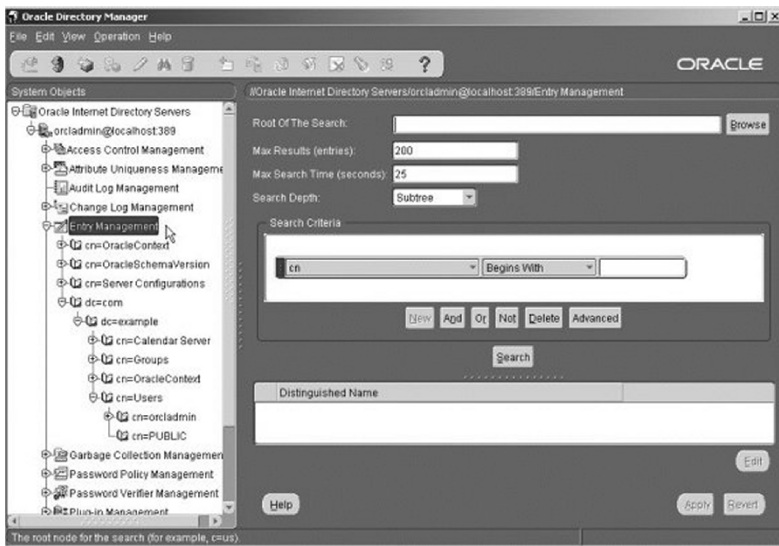 Oracle Directory Manager
File Edit View Operation Help
ORACLE
System Objects
Oracle Internet Directory Servers
orcladmin@localhost:389
Access Control Management
Attribute Uniqueness Manageme
Audit Log Management
Change Log Management
Entry Management
cn=OracleContext
cn=OracleSchemaVersion
cn=Server Configurations
dc=com
dc=example
cn=Calendar Server
cn=Groups
cn=OracleContext
cn=Users
cn=orcladmin
cn=PUBLIC
Garbage Collection Managemen
Password Policy Management
Password Verifier Management
Plug-in Management
//Oracle Internet Directory Servers/orcladmin@localhost:389/Entry Management
Root Of The Search:
Browse
Max Results (entries): 200
Max Search Time (seconds): 25
Search Depth: Subtree
Search Criteria
cn Begins With
New And Or Not Delete Advanced
Search
Distinguished Name
Edit
Help Apply Revert
The root node for the search (for example, c=us).